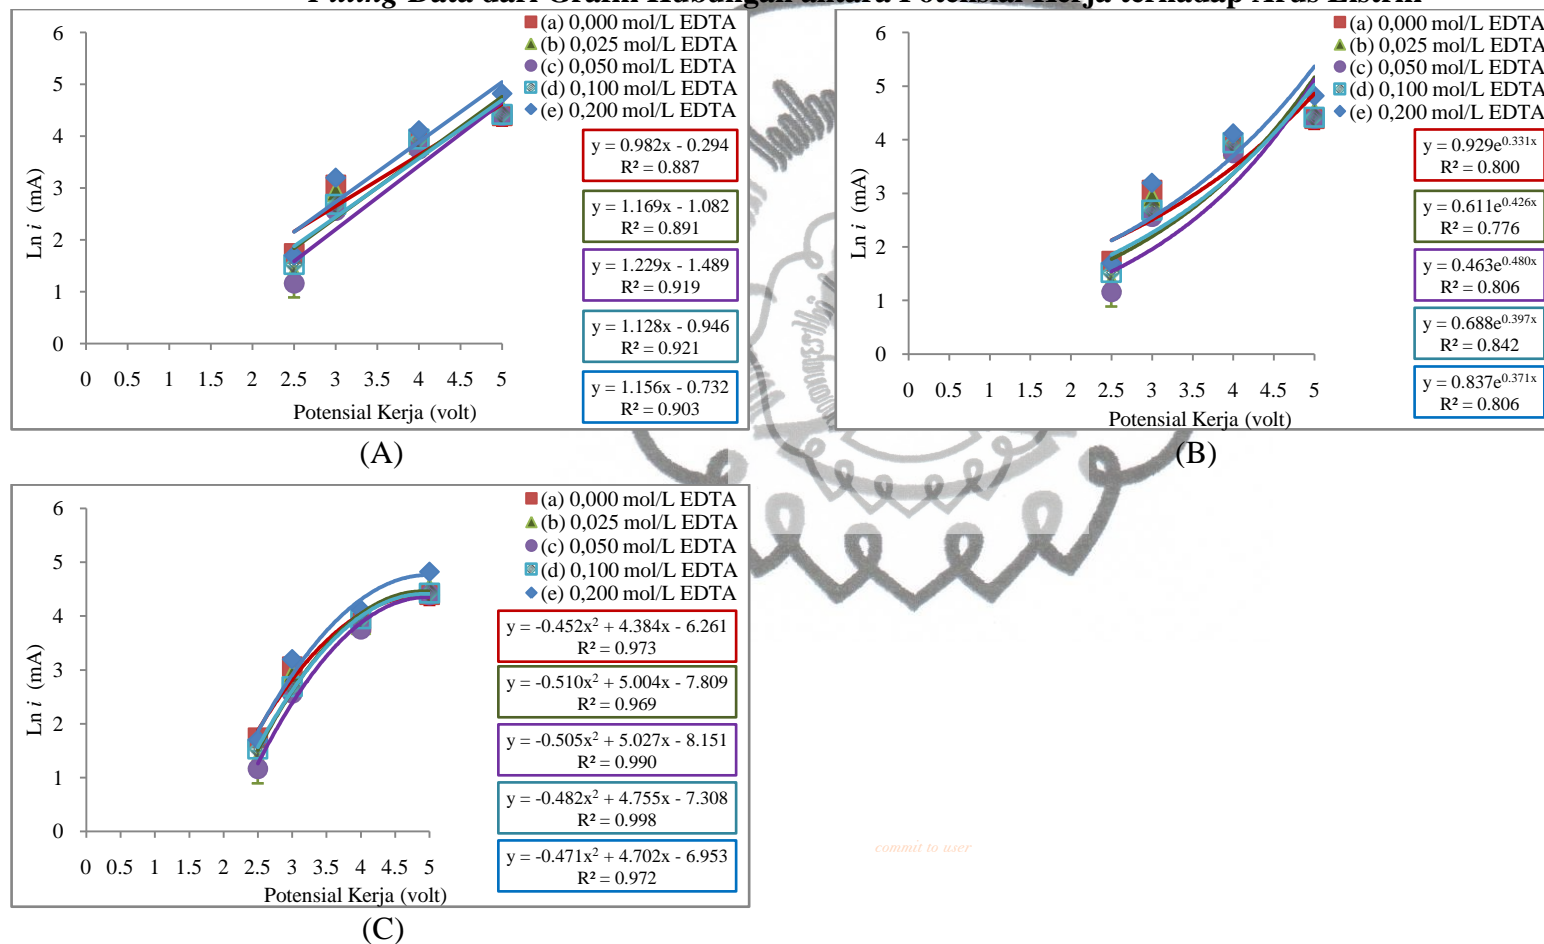 Fitting Data dari Grafik Hubungan antara Potensial Kerja terhadap Arus Listrik
6
5
4
3
2
1
0
Ln i (mA)
0 0.5 1 1.5 2 2.5 3 3.5 4 4.5 5
Potensial Kerja (volt)
(a) 0,000 mol/L EDTA
(b) 0,025 mol/L EDTA
(c) 0,050 mol/L EDTA
(d) 0,100 mol/L EDTA
(e) 0,200 mol/L EDTA
y = 0.982x - 0.294
R² = 0.887
y = 1.169x - 1.082
R² = 0.891
y = 1.229x - 1.489
R² = 0.919
y = 1.128x - 0.946
R² = 0.921
y = 1.156x - 0.732
R² = 0.903
(A)
6
5
4
3
2
1
0
Ln i (mA)
0 0.5 1 1.5 2 2.5 3 3.5 4 4.5 5
Potensial Kerja (volt)
(a) 0,000 mol/L EDTA
(b) 0,025 mol/L EDTA
(c) 0,050 mol/L EDTA
(d) 0,100 mol/L EDTA
(e) 0,200 mol/L EDTA
y = 0.929e^0.331x
R² = 0.800
y = 0.611e^0.426x
R² = 0.776
y = 0.463e^0.480x
R² = 0.806
y = 0.688e^0.397x
R² = 0.842
y = 0.837e^0.371x
R² = 0.806
(B)
6
5
4
3
2
1
0
Ln i (mA)
0 0.5 1 1.5 2 2.5 3 3.5 4 4.5 5
Potensial Kerja (volt)
(a) 0,000 mol/L EDTA
(b) 0,025 mol/L EDTA
(c) 0,050 mol/L EDTA
(d) 0,100 mol/L EDTA
(e) 0,200 mol/L EDTA
y = -0.452x² + 4.384x - 6.261
R² = 0.973
y = -0.510x² + 5.004x - 7.809
R² = 0.969
y = -0.505x² + 5.027x - 8.151
R² = 0.990
y = -0.482x² + 4.755x - 7.308
R² = 0.998
y = -0.471x² + 4.702x - 6.953
R² = 0.972
(C)
commit to user